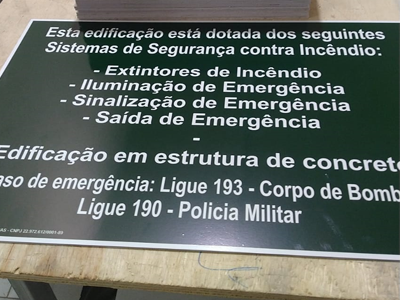 Esta edificação está dotada dos seguintes
Sistemas de Segurança contra Incêndio:
- Extintores de Incêndio
- Iluminação de Emergência
- Sinalização de Emergência
- Saída de Emergência
-
Edificação em estrutura de concreto
aso de emergência: Ligue 193 - Corpo de Bomb
Ligue 190 - Policia Militar